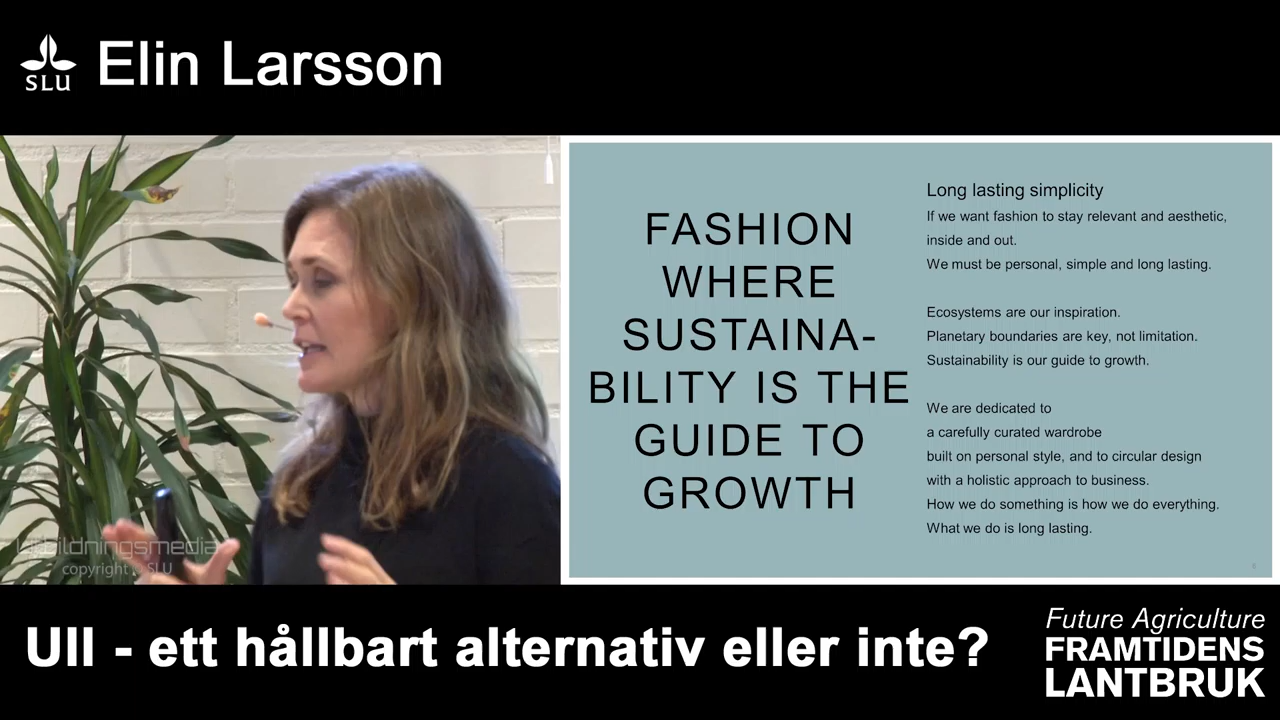 SLU
Elin Larsson
FASHION
WHERE
SUSTAINA-
BILITY IS THE
GUIDE TO
GROWTH
Long lasting simplicity
If we want fashion to stay relevant and aesthetic,
inside and out.
We must be personal, simple and long lasting.
Ecosystems are our inspiration.
Planetary boundaries are key, not limitation.
Sustainability is our guide to growth.
We are dedicated to
a carefully curated wardrobe
built on personal style, and to circular design
with a holistic approach to business.
How we do something is how we do everything.
What we do is long lasting.
Utbildningsmedia
copyright © SLU
Ull - ett hållbart alternativ eller inte?
Future Agriculture
FRAMTIDENS
LANTBRUK